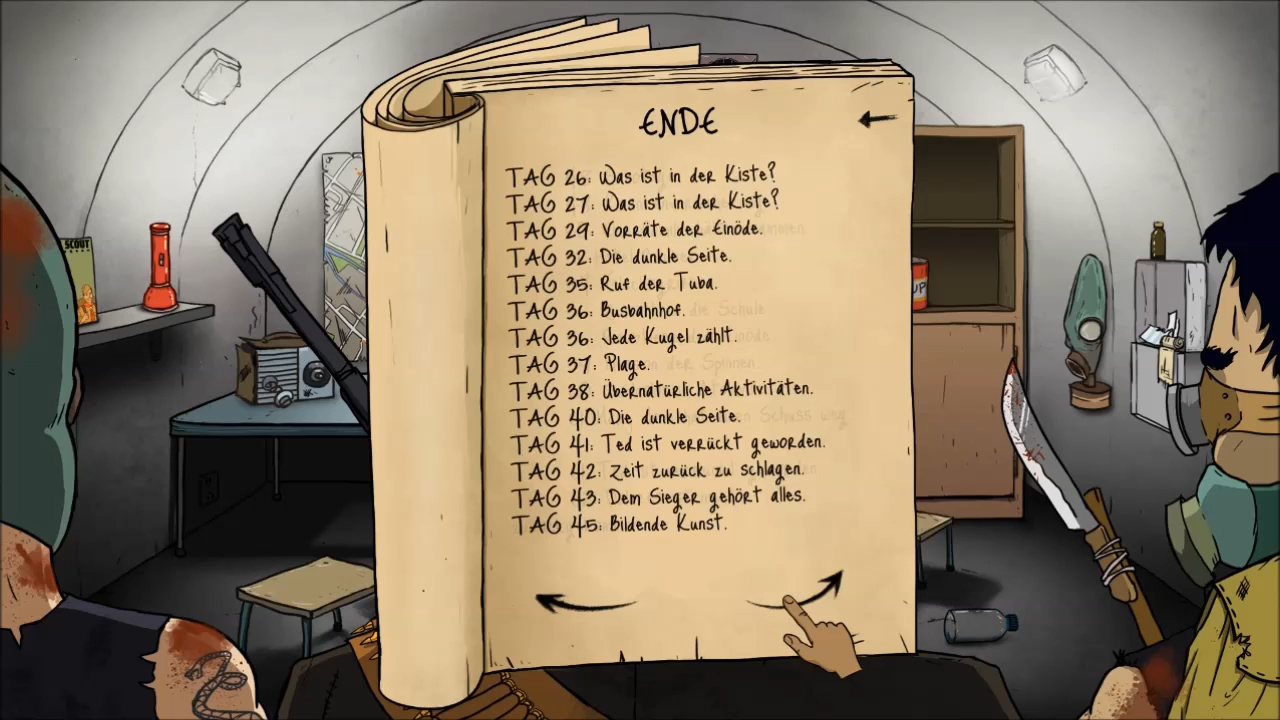 ENDE
TAG 26: Was ist in der Kiste?
TAG 27: Was ist in der Kiste?
TAG 29: Vorräte der Einöde.
TAG 32: Die dunkle Seite.
TAG 35: Ruf der Tuba.
TAG 36: Busbahnhof.
TAG 36: Jede Kugel zählt.
TAG 37: Plage.
TAG 38: Übernatürliche Aktivitäten.
TAG 40: Die dunkle Seite.
TAG 41: Ted ist verrückt geworden.
TAG 42: Zeit zurück zu schlagen.
TAG 43: Dem Sieger gehört alles.
TAG 45: Bildende Kunst.
SCOUT